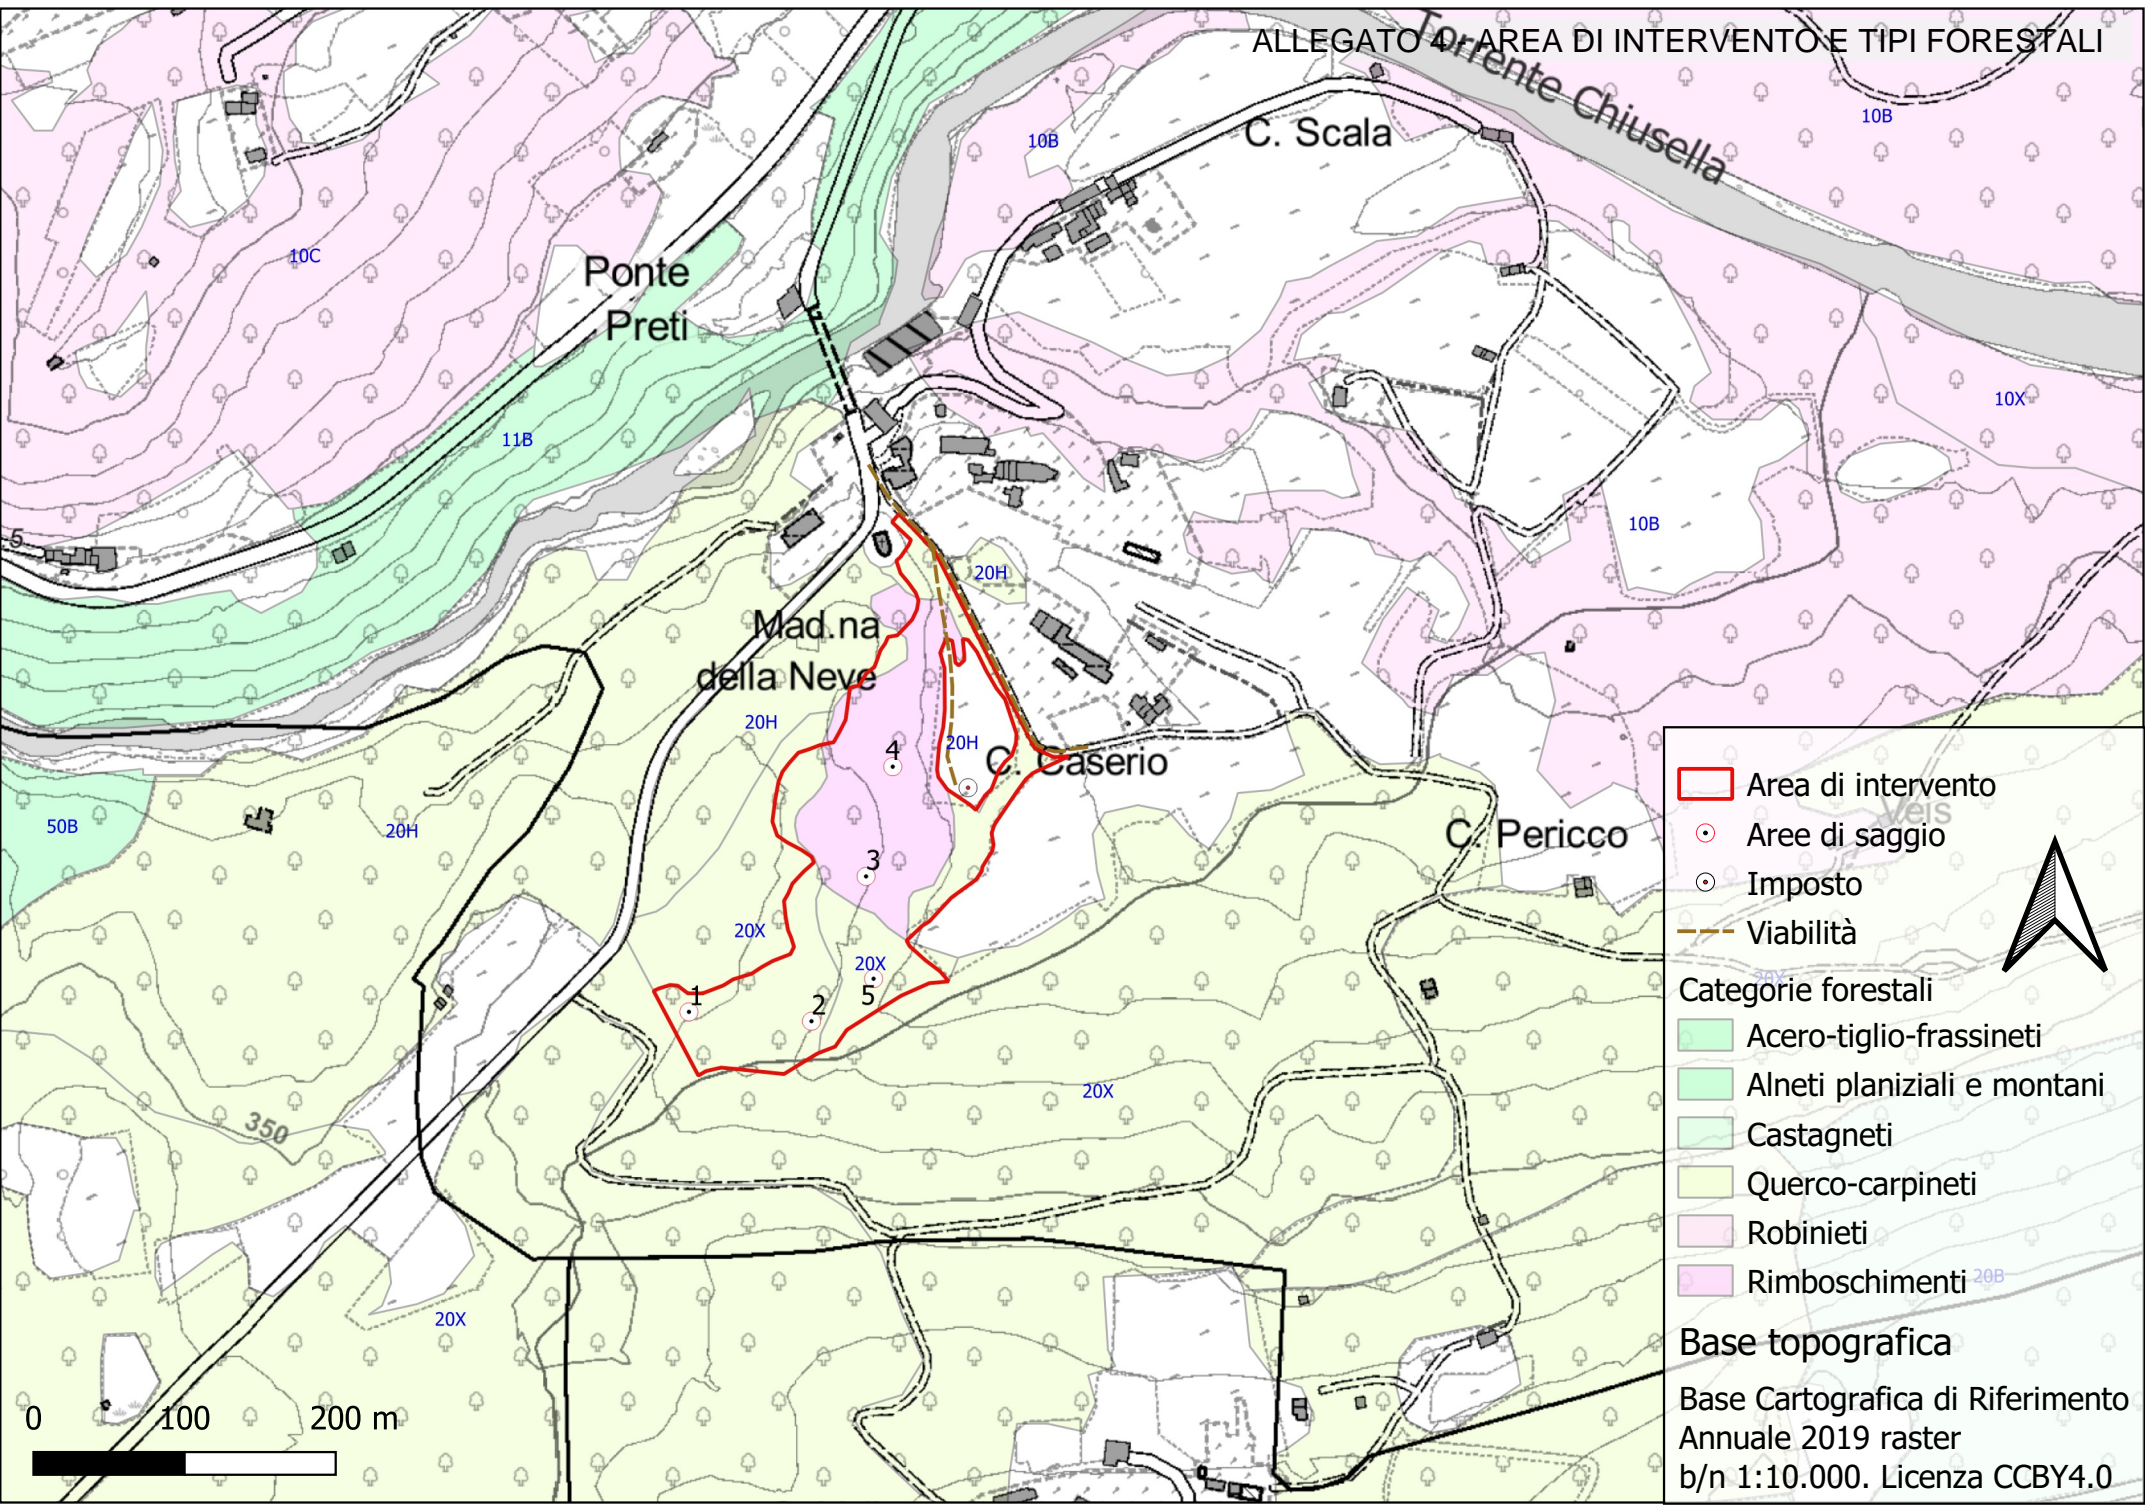 ALLEGATO 4 - AREA DI INTERVENTO E TIPI FORESTALI
Torrente Chiusella
10B
10B
C. Scala
10C
Ponte
Preti
11B
10X
10B
5
20H
Mad.na
della Neve
20H
20H
4
C. Caserio
50B
20H
C. Pericco
Veis
3
20X
20X
1
2
5
20X
20X
350
20X
20B
0 100 200 m
Area di intervento
Aree di saggio
Imposto
Viabilità
Categorie forestali
Acero-tiglio-frassineti
Alneti planiziali e montani
Castagneti
Querco-carpineti
Robinieti
Rimboschimenti
Base topografica
Base Cartografica di Riferimento
Annuale 2019 raster
b/n 1:10.000. Licenza CCBY4.0